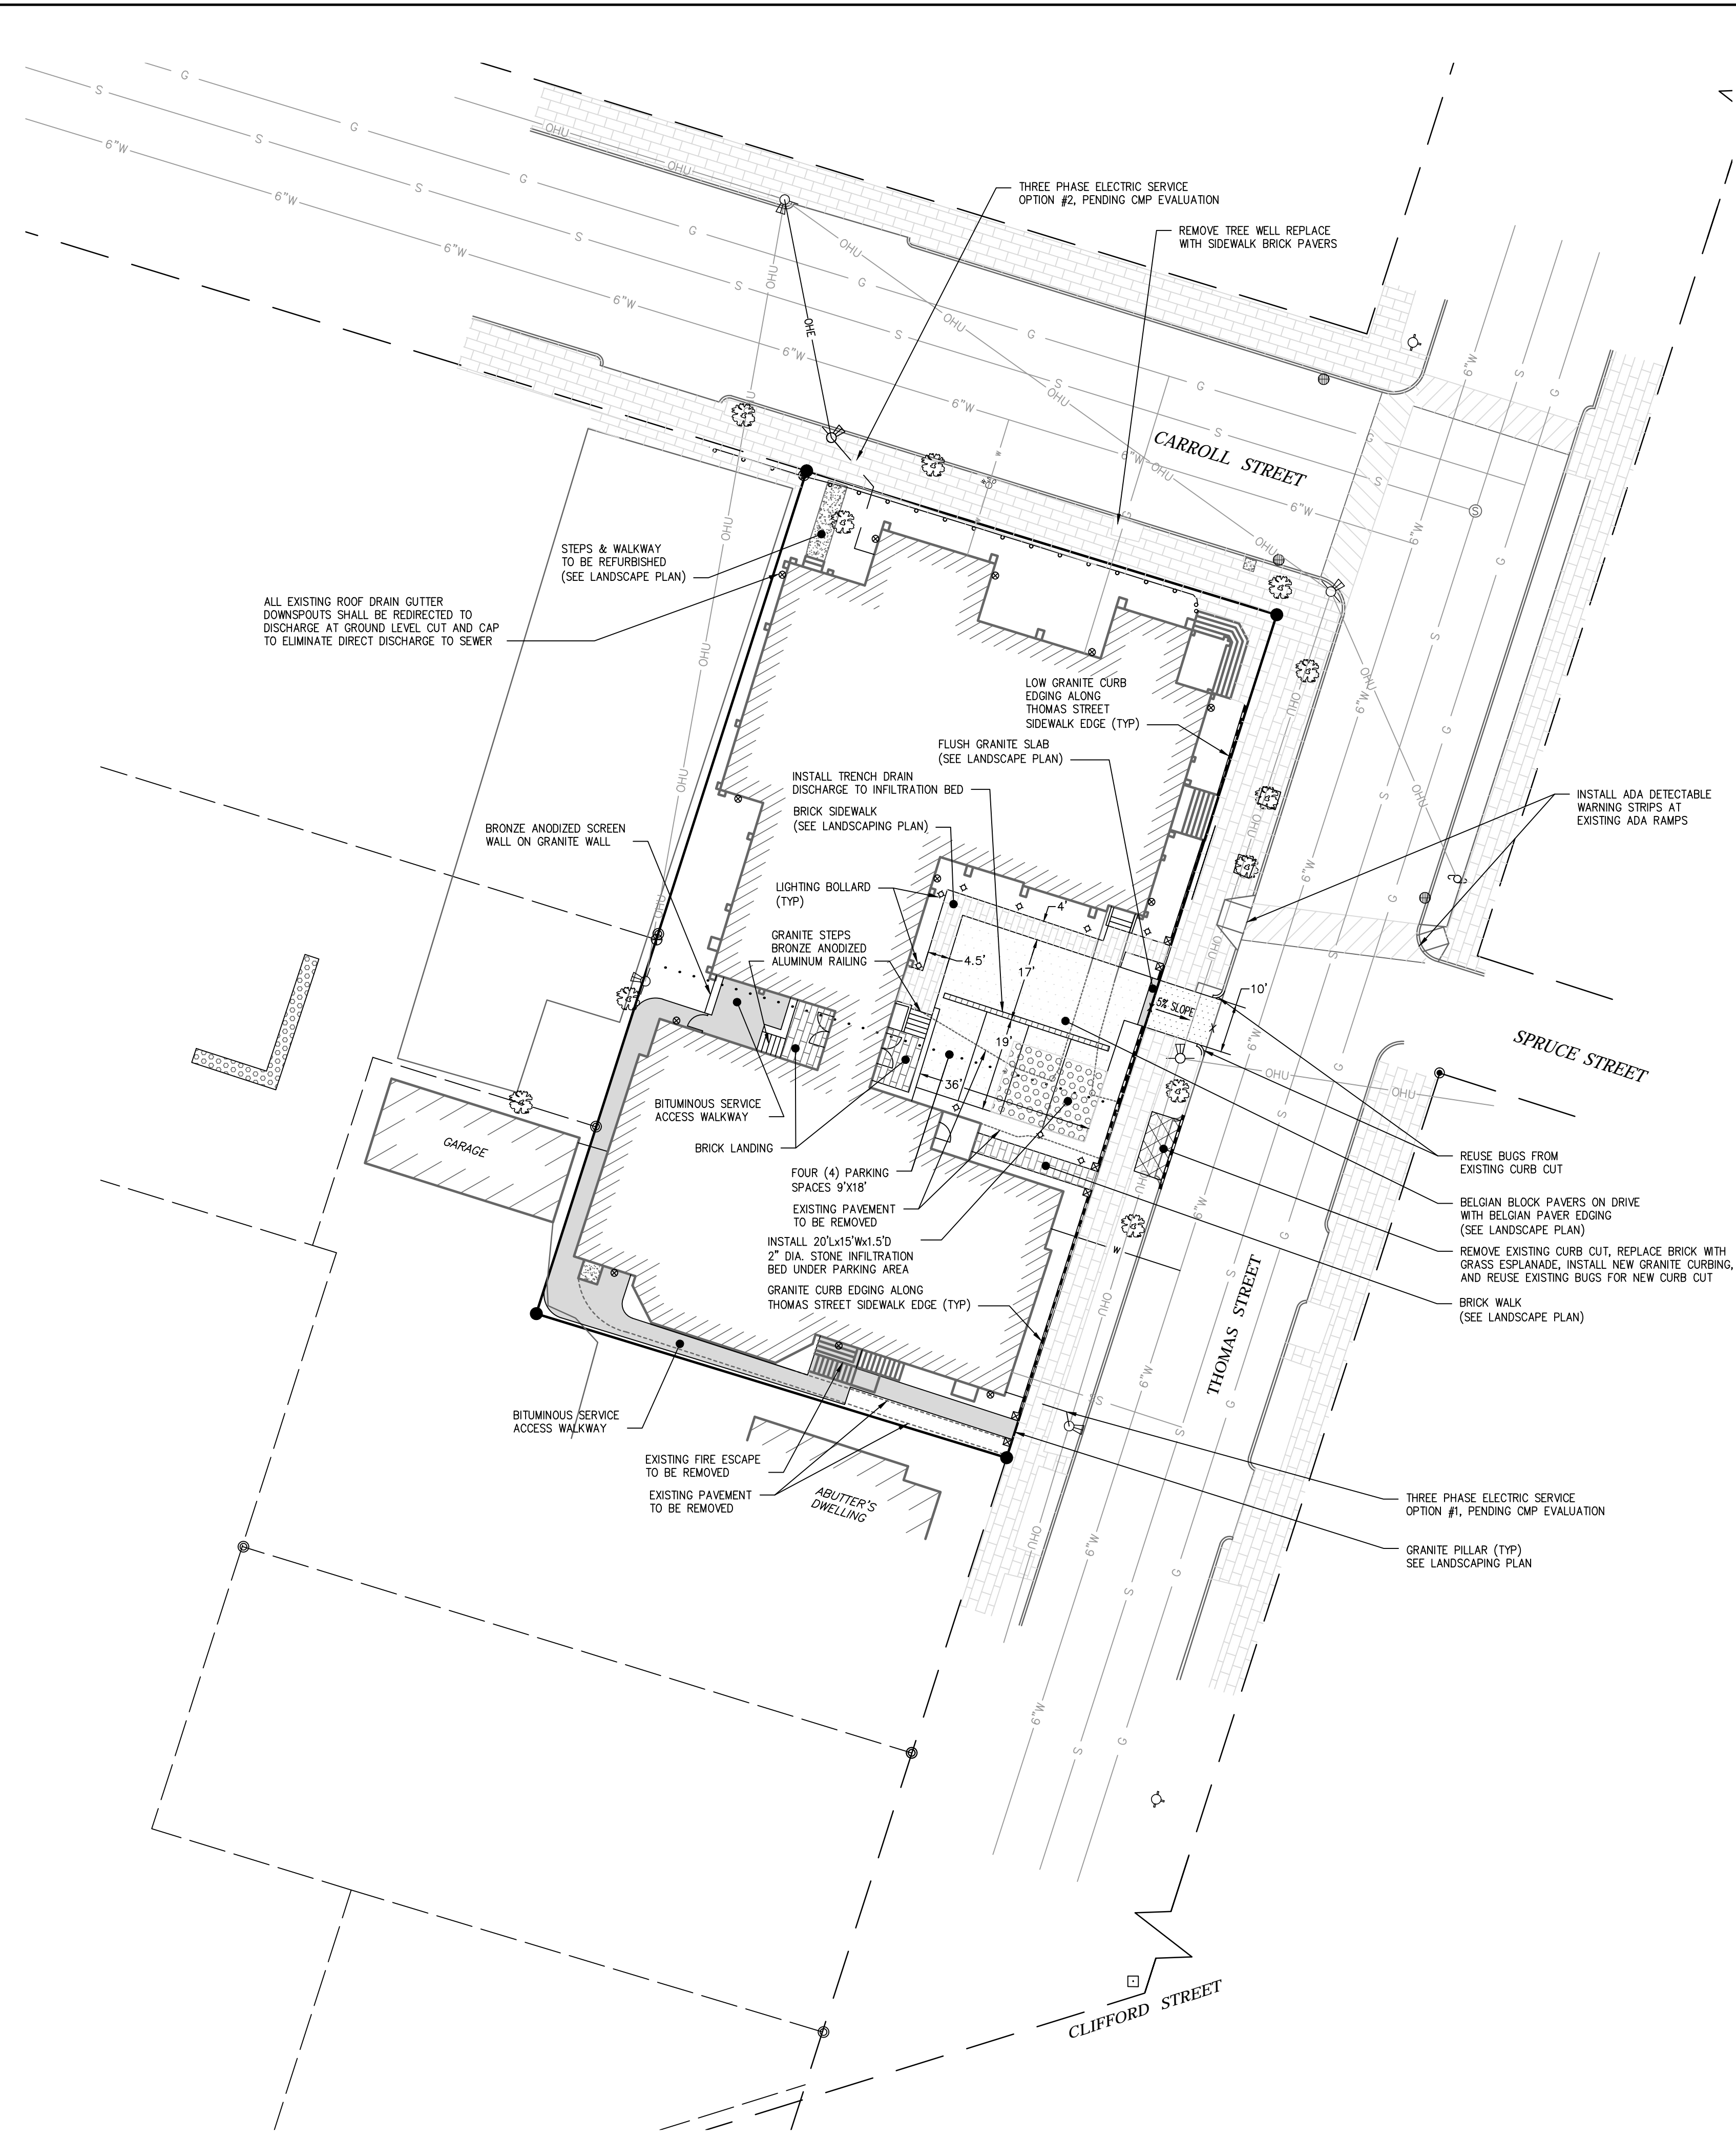 THREE PHASE ELECTRIC SERVICE
OPTION #2, PENDING CMP EVALUATION
REMOVE TREE WELL REPLACE
WITH SIDEWALK BRICK PAVERS
CARROLL STREET
STEPS & WALKWAY
TO BE REFURBISHED
(SEE LANDSCAPE PLAN)
ALL EXISTING ROOF DRAIN GUTTER
DOWNSPOUTS SHALL BE REDIRECTED TO
DISCHARGE AT GROUND LEVEL CUT AND CAP
TO ELIMINATE DIRECT DISCHARGE TO SEWER
LOW GRANITE CURB
EDGING ALONG
THOMAS STREET
SIDEWALK EDGE (TYP)
FLUSH GRANITE SLAB
(SEE LANDSCAPE PLAN)
INSTALL TRENCH DRAIN
DISCHARGE TO INFILTRATION BED
BRICK SIDEWALK
(SEE LANDSCAPING PLAN)
INSTALL ADA DETECTABLE
WARNING STRIPS AT
EXISTING ADA RAMPS
BRONZE ANODIZED SCREEN
WALL ON GRANITE WALL
LIGHTING BOLLARD
(TYP)
GRANITE STEPS
BRONZE ANODIZED
ALUMINUM RAILING
4'
4.5'
17'
10'
5% SLOPE
19'
36'
SPRUCE STREET
BITUMINOUS SERVICE
ACCESS WALKWAY
BRICK LANDING
GARAGE
FOUR (4) PARKING
SPACES 9'X18'
EXISTING PAVEMENT
TO BE REMOVED
INSTALL 20'Lx15'Wx1.5'D
2" DIA. STONE INFILTRATION
BED UNDER PARKING AREA
GRANITE CURB EDGING ALONG
THOMAS STREET SIDEWALK EDGE (TYP)
REUSE BUGS FROM
EXISTING CURB CUT
BELGIAN BLOCK PAVERS ON DRIVE
WITH BELGIAN PAVER EDGING
(SEE LANDSCAPE PLAN)
REMOVE EXISTING CURB CUT, REPLACE BRICK WITH
GRASS ESPLANADE, INSTALL NEW GRANITE CURBING,
AND REUSE EXISTING BUGS FOR NEW CURB CUT
BRICK WALK
(SEE LANDSCAPE PLAN)
THOMAS STREET
BITUMINOUS SERVICE
ACCESS WALKWAY
EXISTING FIRE ESCAPE
TO BE REMOVED
EXISTING PAVEMENT
TO BE REMOVED
ABUTTER'S
DWELLING
THREE PHASE ELECTRIC SERVICE
OPTION #1, PENDING CMP EVALUATION
GRANITE PILLAR (TYP)
SEE LANDSCAPING PLAN
CLIFFORD STREET
G
S
6"W
OHU
OHE
W